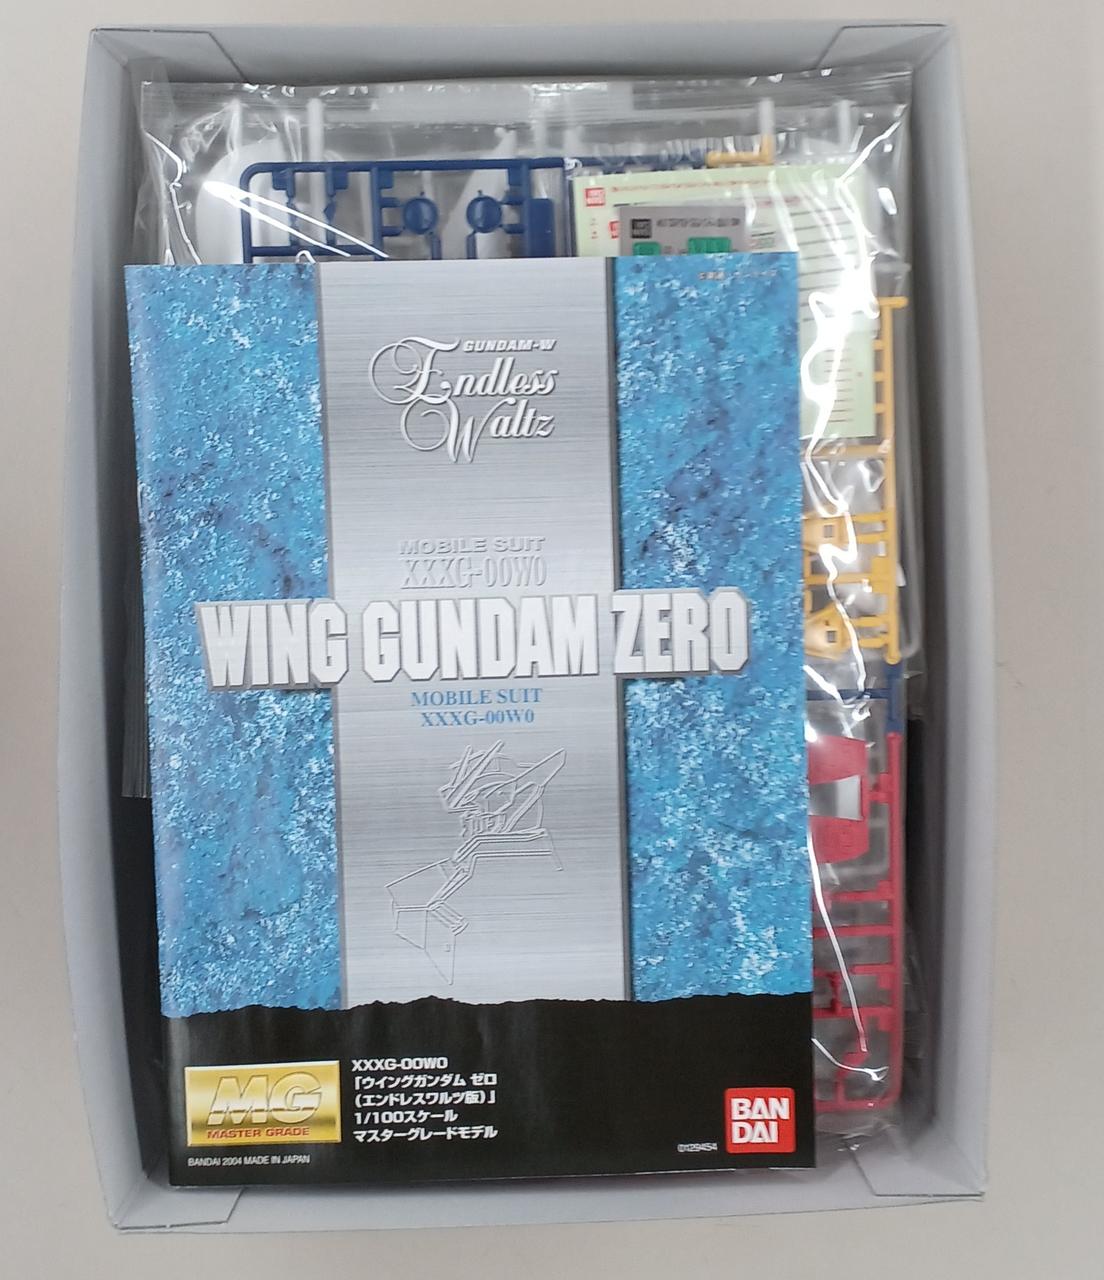 GUNDAM-W
Endless
Waltz
MOBILE SUIT
XXXG-00W0
WING GUNDAM ZERO
MOBILE SUIT
XXXG-00W0
MG
MASTER GRADE
XXXG-00W0
「ウイングガンダム ゼロ
(エンドレスワルツ版)」
1/100スケール
マスターグレードモデル
BANDAI 2004 MADE IN JAPAN
0129454
BAN
DAI